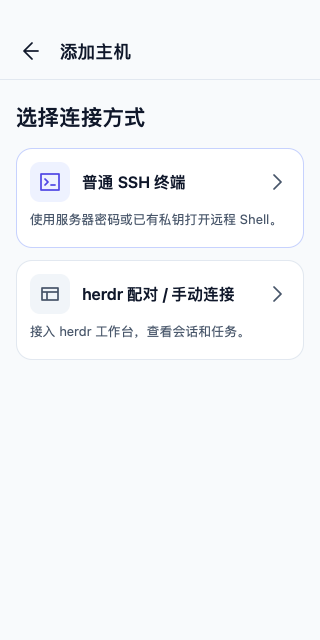 添加主机
选择连接方式
普通 SSH 终端
使用服务器密码或已有私钥打开远程 Shell。
herdr 配对 / 手动连接
接入 herdr 工作台，查看会话和任务。